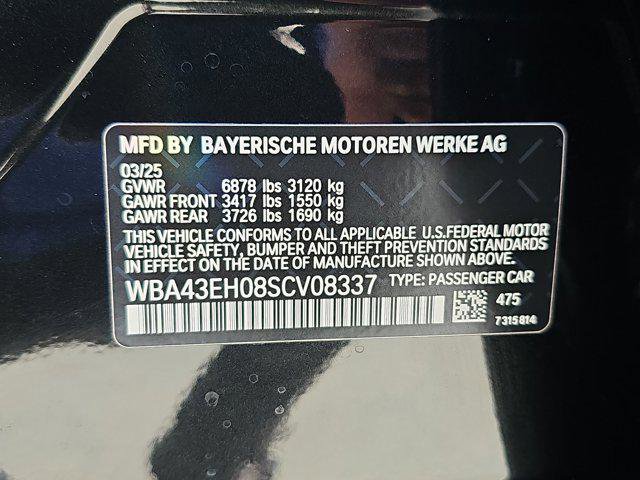 MFD BY BAYERISCHE MOTOREN WERKE AG
03/25
GVWR 6878 lbs 3120 kg
GAWR FRONT 3417 lbs 1550 kg
GAWR REAR 3726 lbs 1690 kg
THIS VEHICLE CONFORMS TO ALL APPLICABLE U.S.FEDERAL MOTOR
VEHICLE SAFETY, BUMPER AND THEFT PREVENTION STANDARDS
IN EFFECT ON THE DATE OF MANUFACTURE SHOWN ABOVE.
WBA43EH08SCV08337 TYPE: PASSENGER CAR
475
7315814